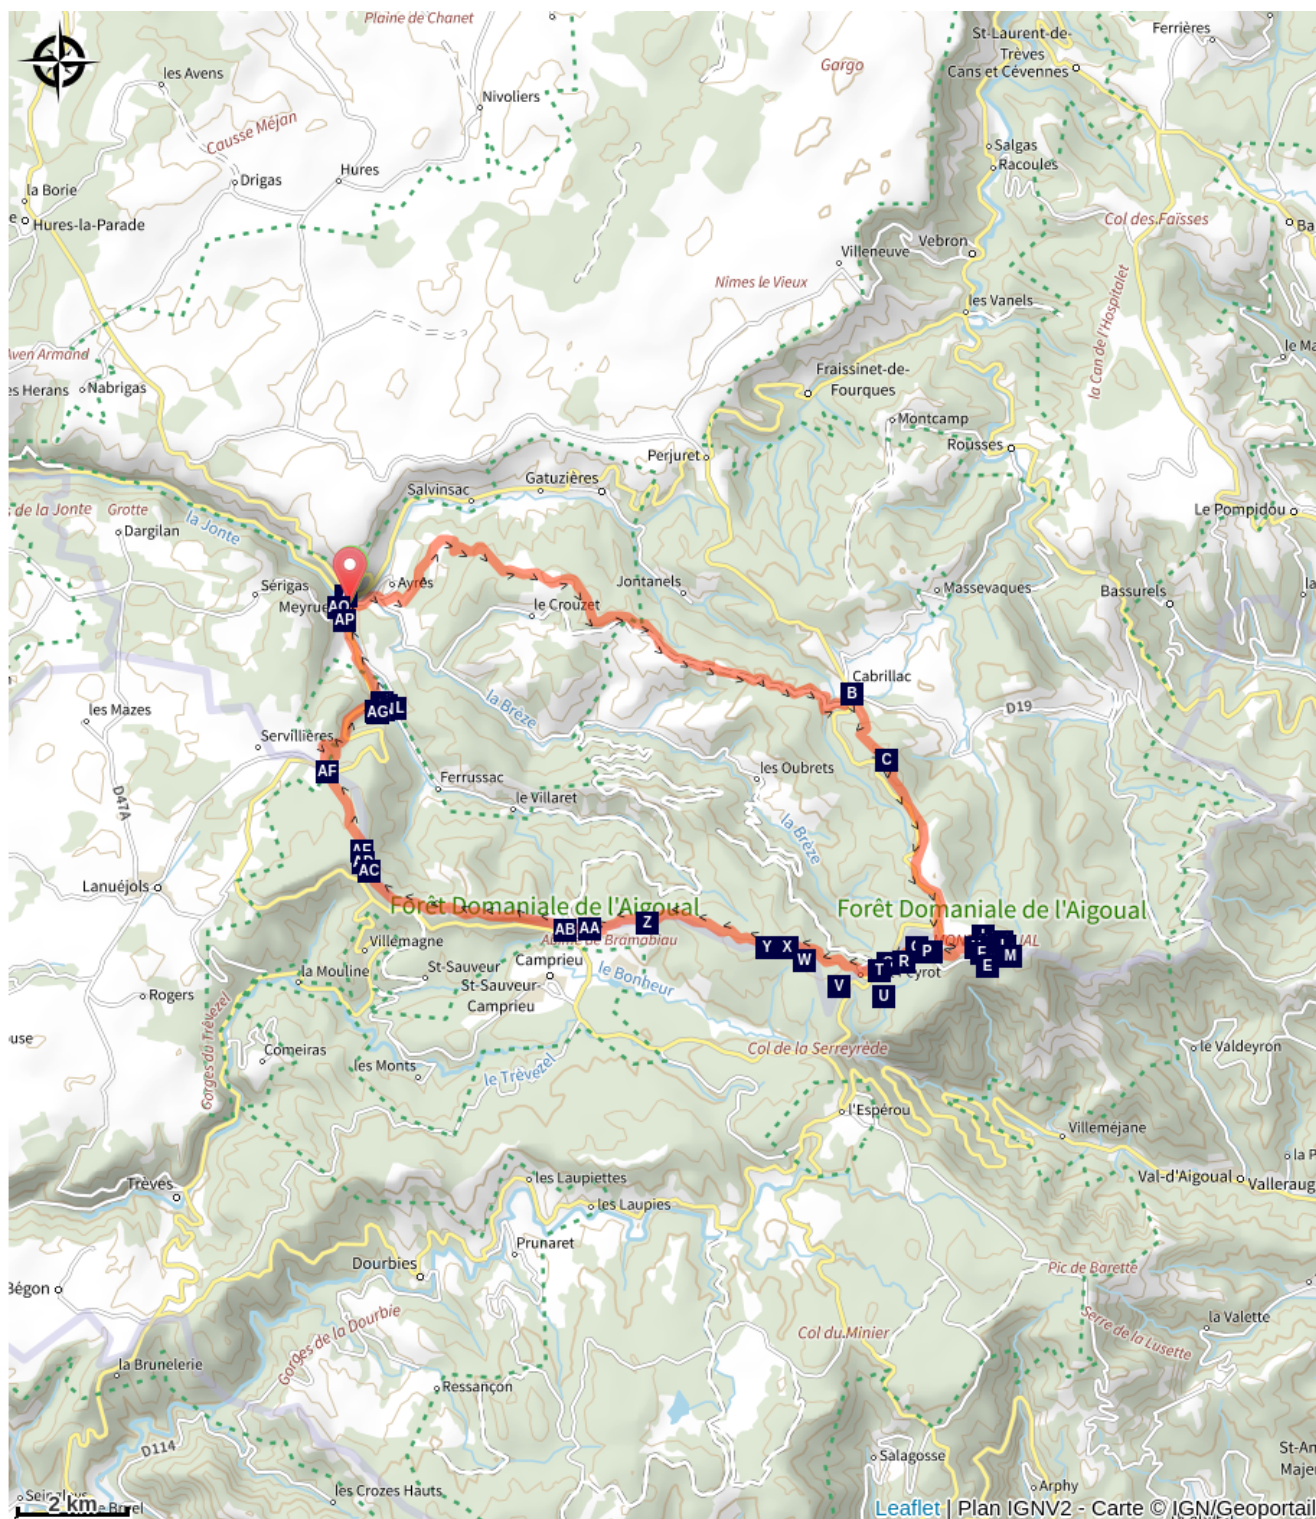 Plaine de Chanet
St-Laurent-de-
Trèves
Cans et Cévennes
Ferrières
les Avens
Gargo
Nivoliers
Causse Méjan
Hures
Drigas
Salgas
Racoules
la Borie
Hures-la-Parade
Col des Faïsses
Villeneuve
Vebron
Nîmes le Vieux
les Vanels
la Can de l'Hospitalet
Aven Armand
Nabrigas
Fraissinet-de-
Fourques
Montcamp
Rousses
Perjuret
Gatuzières
Salvinsac
Le Pompidou
de la Jonte
Grotte
la Jonte
Dargilan
Sérigas
Ayrès
Jontanels
Massevaques
Bassurels
Meyrue
AO
AP
le Crouzet
Cabrillac
B
la Brèze
AG
L
D19
les Mazes
Servillières
C
AF
Ferrussac
les Oubrets
le Villaret
D47A
la Brèze
AE
AC
Lanuéjols
Forêt Domaniale de l'Aigoual
Forêt Domaniale de l'Aigoual
Z
AB
AA
Villemagne
Y
X
W
P
R
T
E
E
M
V
U
Camprieu
St-Sauveur
la Mouline
le Bonheur
St-Sauveur-
Camprieu
Rogers
Gorges du Trévezel
Comeiras
les Monts
le Trévezel
Col de la Serreyrède
le Valdeyron
l'Espérou
Villeméjane
Val-d'Aigoual
Trèves
les Laupiettes
les Laupies
Prunaret
Dourbies
Bégon
Pic de Barette
Gorges de la Dourbie
Col du Minier
Serre de la Lusette
la Valette
la Brunelerie
Ressançon
D114
Salagosse
les Crozes Hauts
Arphy
2 km
Leaflet | Plan IGNV2 - Carte © IGN/Geoportail